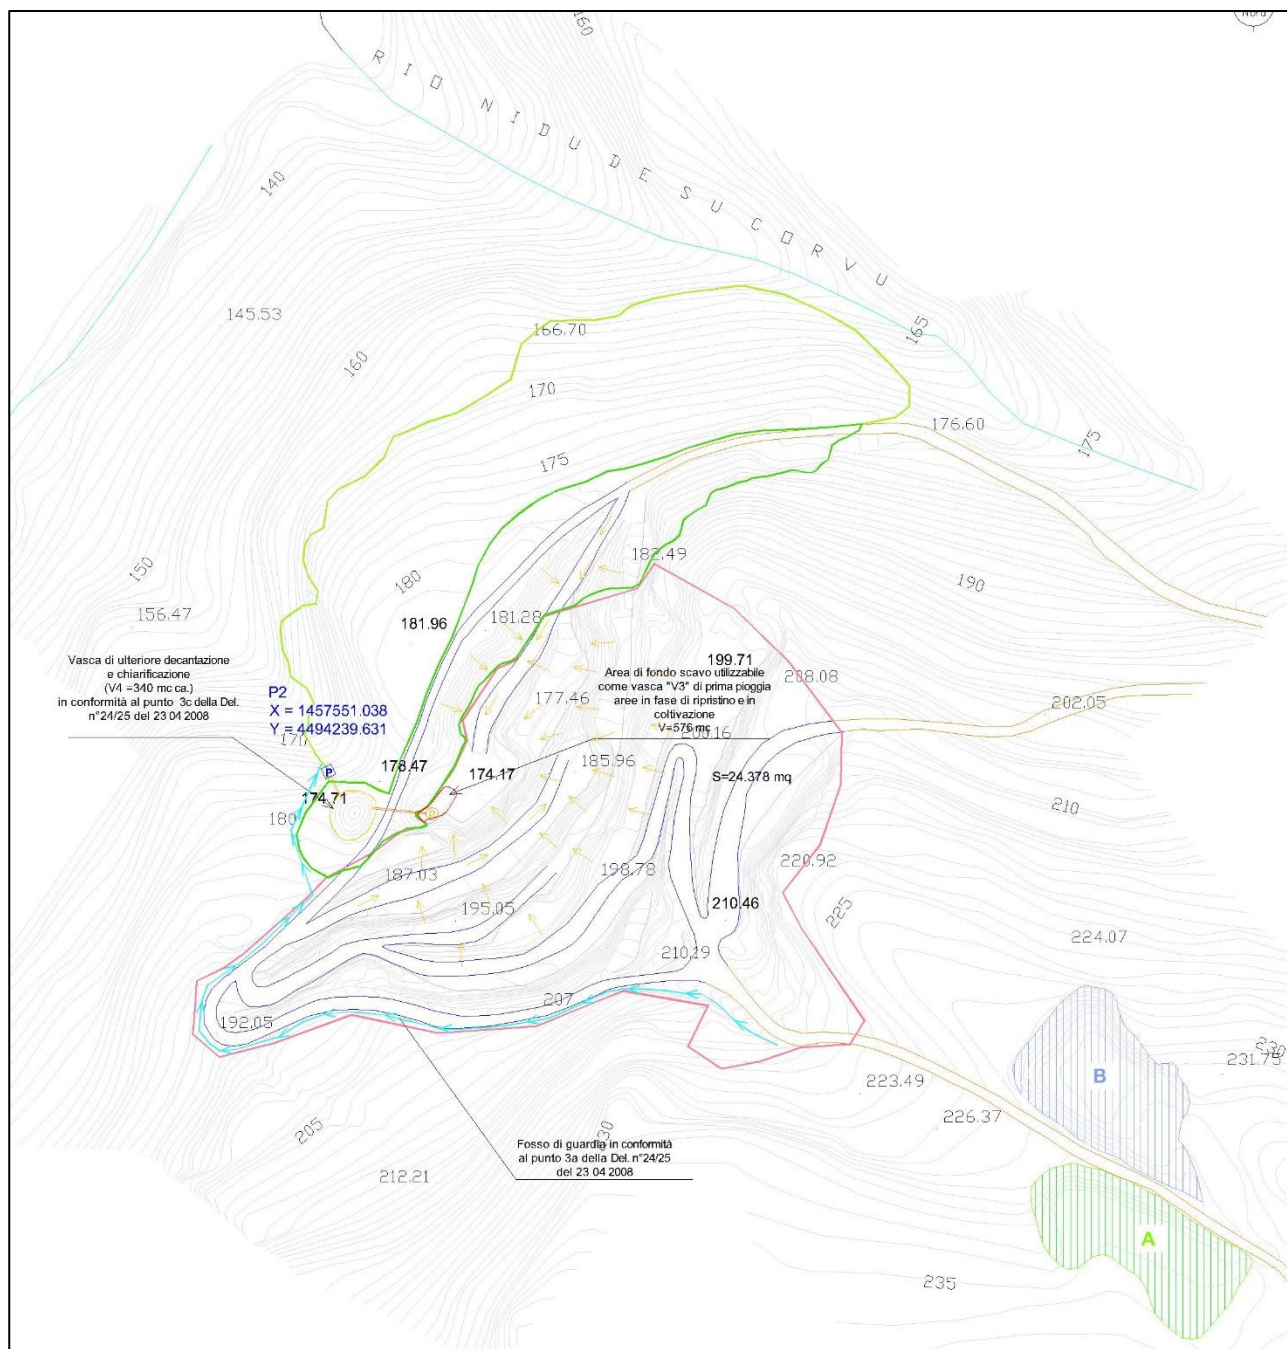 Nord
160
RIO NIDU DE SU CORVU
140
145.53
166.70
165
160
170
176.60
175
175
182.49
150
180
190
156.47
181.96
181.28
199.71
Vasca di ulteriore decantazione
e chiarificazione
(V4 =340 mc ca.)
in conformità al punto 3c della Del.
n°24/25 del 23 04 2008
Area di fondo scavo utilizzabile
come vasca "V3" di prima pioggia
aree in fase di ripristino e in
coltivazione
V=576 mc
208.08
P2
X = 1457551.038
Y = 4494239.631
177.46
202.05
170
200.16
178.47
174.17
185.96
P
S=24.378 mq
174.71
180
210
187.03
198.78
220.92
195.05
210.46
225
224.07
210.19
207
192.05
230
231.75
B
223.49
226.37
205
Fosso di guardia in conformità
al punto 3a della Del. n°24/25
del 23 04 2008
212.21
A
235